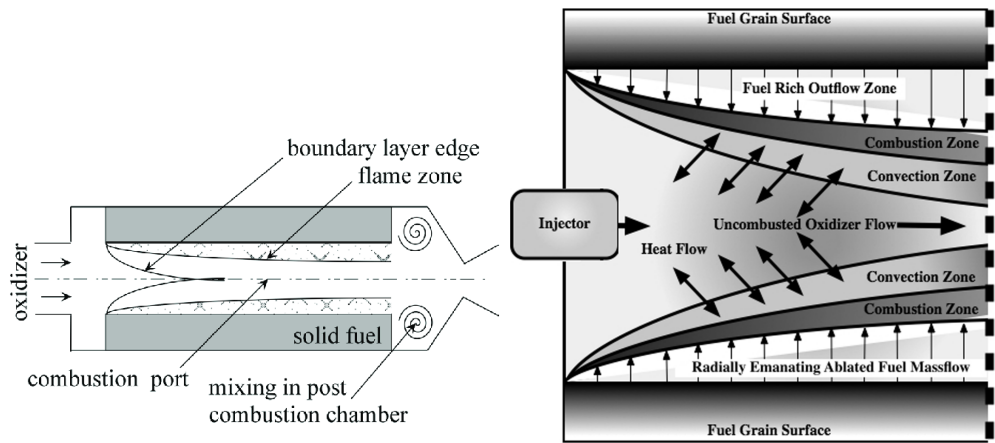 boundary layer edge
flame zone
oxidizer
solid fuel
combustion port
mixing in post
combustion chamber
Fuel Grain Surface
Fuel Rich Outflow Zone
Combustion Zone
Convection Zone
Injector
Uncombusted Oxidizer Flow
Heat Flow
Convection Zone
Combustion Zone
Radially Emanating Ablated Fuel Massflow
Fuel Grain Surface